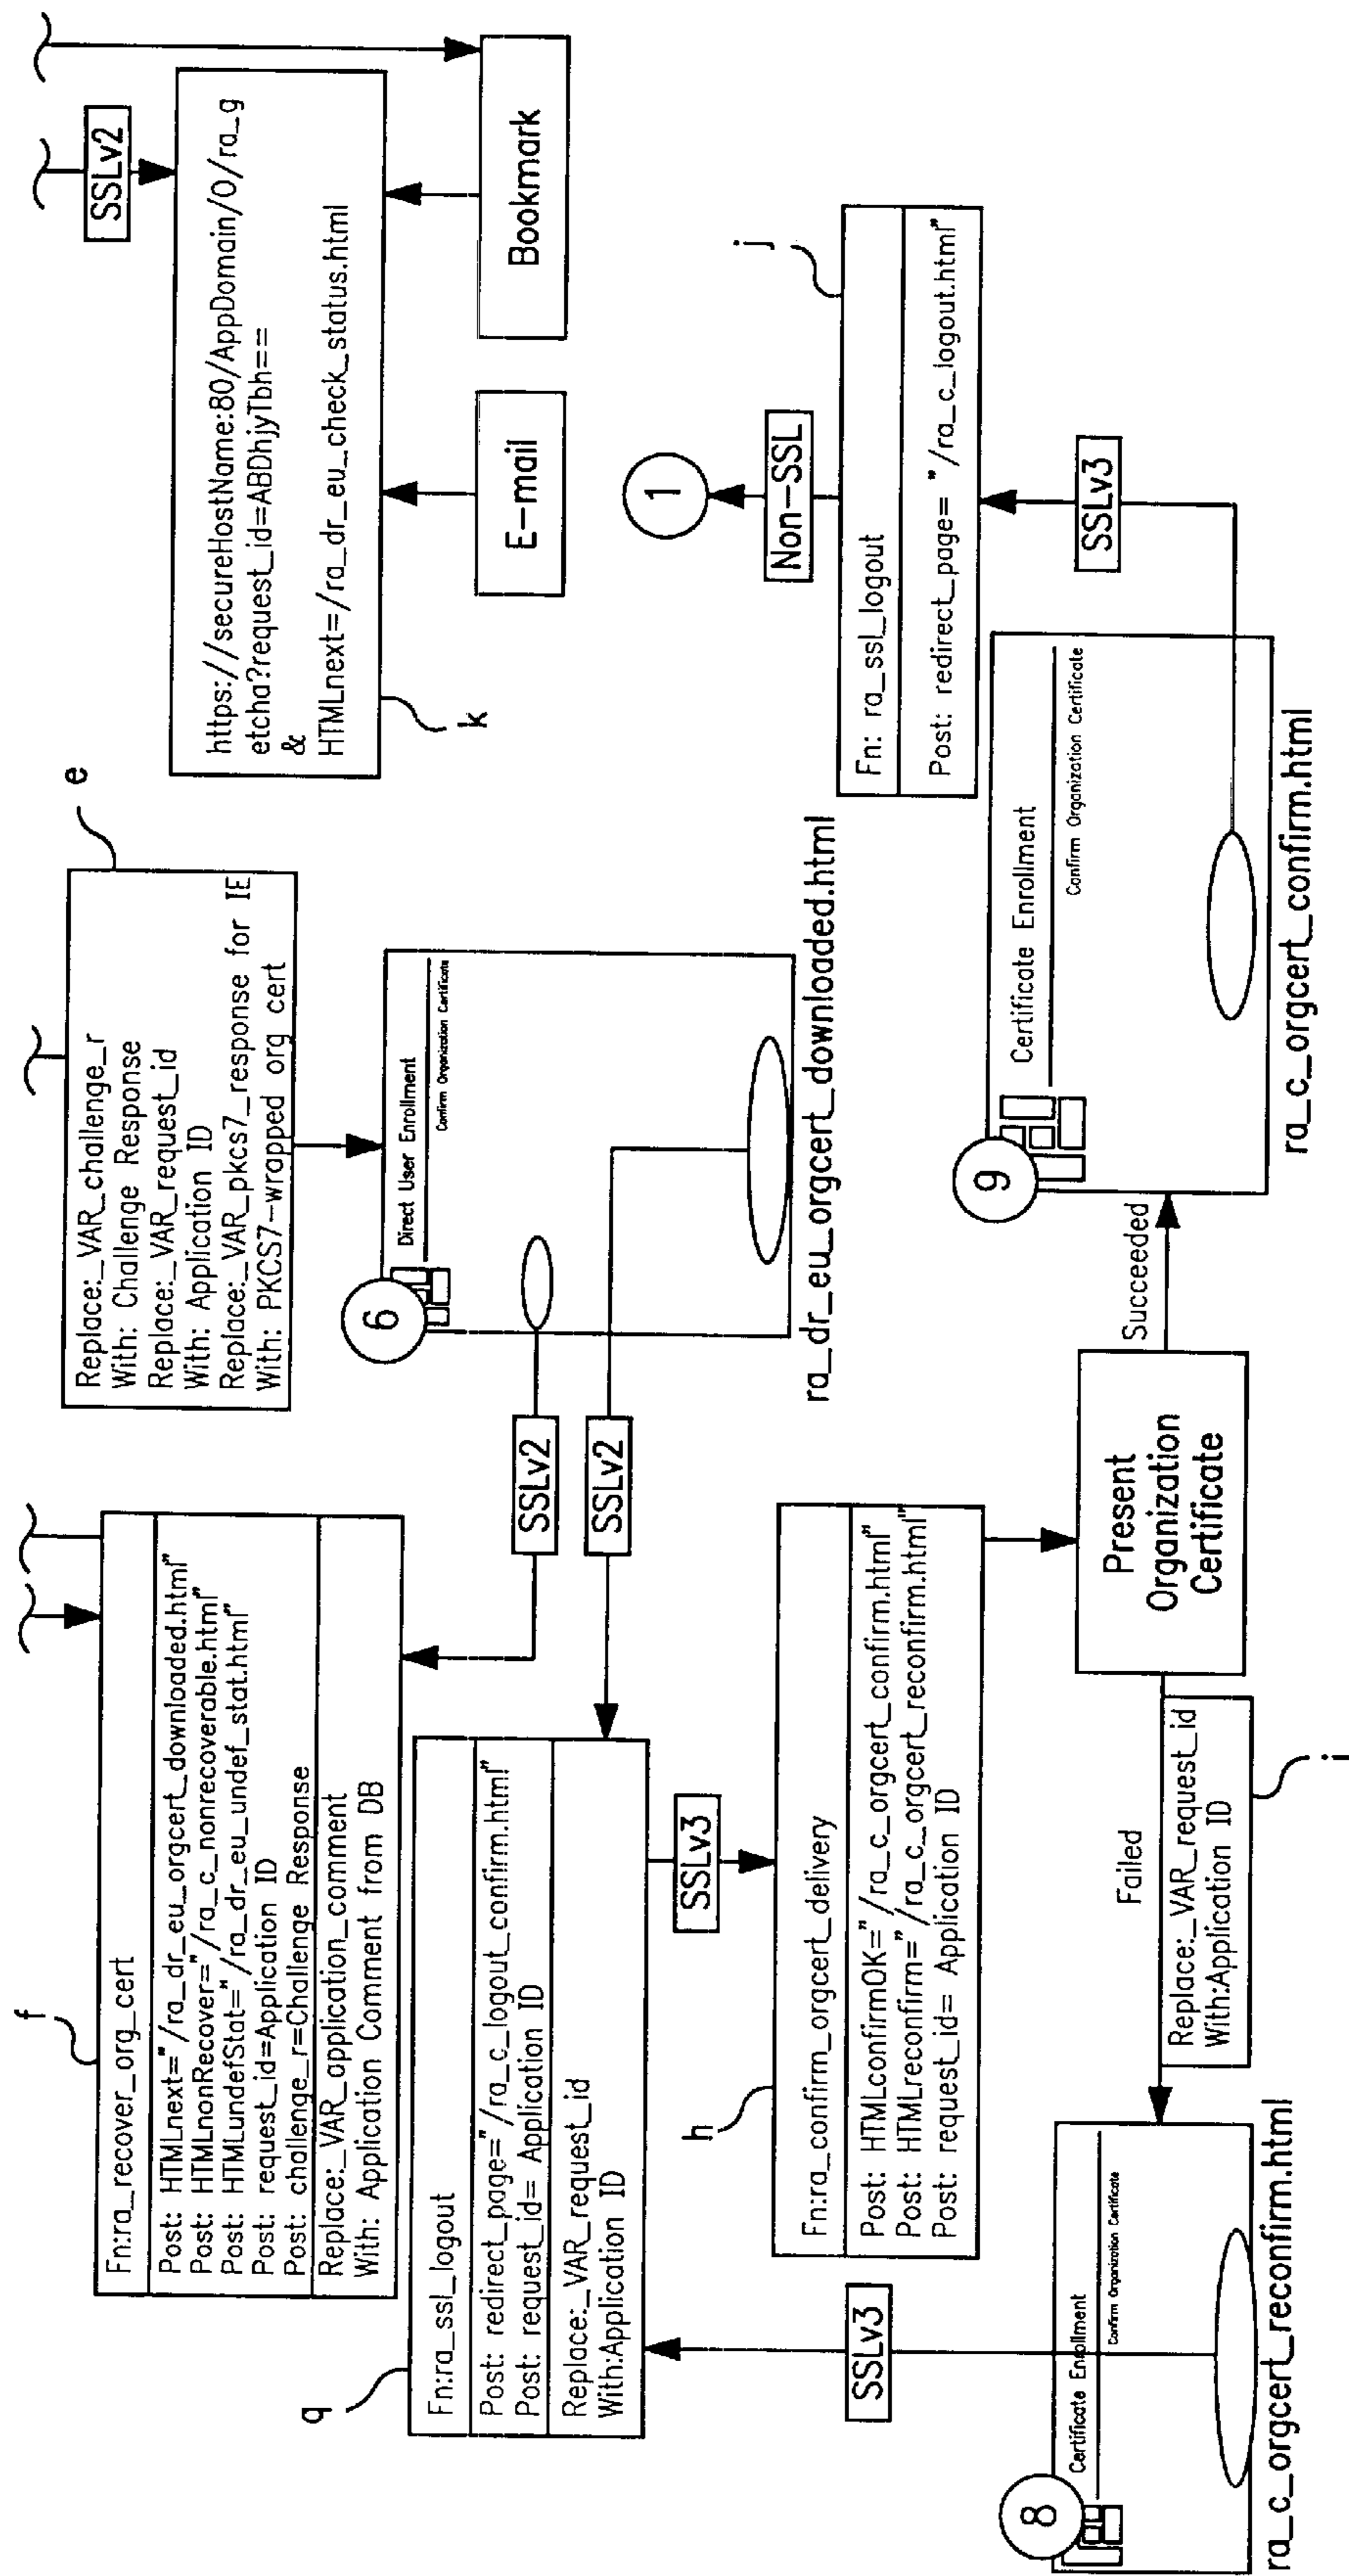 f
Fn:ra_recover_org_cert
Post: HTMLnext="/ra_dr_eu_orgcert_downloaded.html"
Post: HTMLnonRecover="/ra_c_nonrecoverable.html"
Post: HTMLundefStat="/ra_dr_eu_undef_stat.html"
Post: request_id=Application ID
Post: challenge_r=Challenge Response
Replace:_VAR_application_comment
With: Application Comment from DB
e
Replace:_VAR_challenge_r
With: Challenge Response
Replace:_VAR_request_id
With: Application ID
Replace:_VAR_pkcs7_response for IE
With: PKCS7-wrapped org cert
SSLv2
https://secureHostName:80/AppDomain/0/ra_g
etcha?request_id=ABDhjyTbh==
&
HTMLnext=/ra_dr_eu_check_status.html
k
E-mail
Bookmark
q
Fn:ra_ssl_logout
Post: redirect_page="/ra_c_logout_confirm.html"
Post: request_id= Application ID
Replace:_VAR_request_id
With:Application ID
SSLv2
SSLv2
6
Direct User Enrollment
Confirm Organization Certificate
ra_dr_eu_orgcert_downloaded.html
1
Non-SSL
j
Fn: ra_ssl_logout
Post: redirect_page= "/ra_c_logout.html"
SSLv3
SSLv3
SSLv3
h
Fn:ra_confirm_orgcert_delivery
Post: HTMLconfirmOK="/ra_c_orgcert_confirm.html"
Post: HTMLreconfirm="/ra_c_orgcert_reconfirm.html"
Post: request_id= Application ID
8
Certificate Enrollment
Confirm Organization Certificate
ra_c_orgcert_reconfirm.html
Failed
Replace:_VAR_request_id
With:Application ID
i
Present
Organization
Certificate
Succeeded
9
Certificate Enrollment
Confirm Organization Certificate
ra_c_orgcert_confirm.html